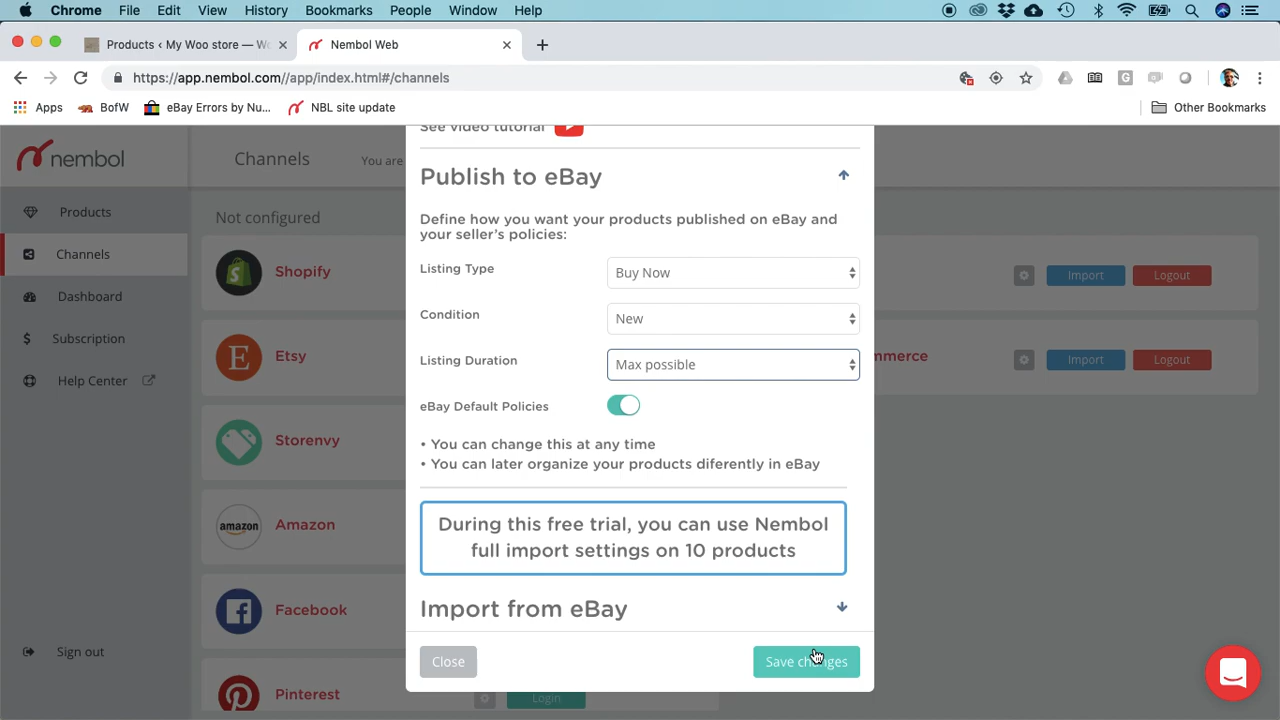 Chrome File Edit View History Bookmarks People Window Help
Products ‹ My Woo store — Wo
Nembol Web
https://app.nembol.com//app/index.html#/channels
Apps BofW eBay Errors by Nu... NBL site update Other Bookmarks
nembol
Channels
You are
Products
Channels
Dashboard
Subscription
Help Center
Sign out
Not configured
Shopify
Etsy
Storenvy
amazon Amazon
Facebook
Pinterest
Login
Import Logout
mmerce Import Logout
See video tutorial
Publish to eBay
Define how you want your products published on eBay and
your seller's policies:
Listing Type Buy Now
Condition New
Listing Duration Max possible
eBay Default Policies
• You can change this at any time
• You can later organize your products diferently in eBay
During this free trial, you can use Nembol
full import settings on 10 products
Import from eBay
Close Save changes